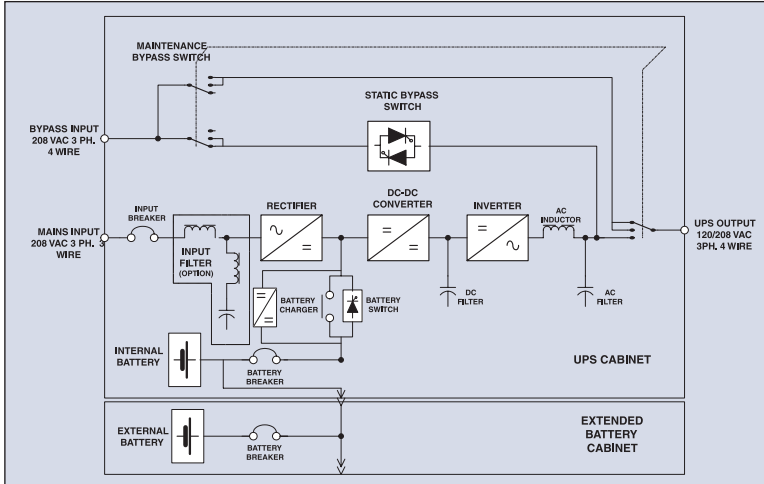 MAINTENANCE
BYPASS SWITCH
STATIC BYPASS
SWITCH
BYPASS INPUT
208 VAC 3 PH.
4 WIRE
INPUT
BREAKER
RECTIFIER
DC-DC
CONVERTER
INVERTER
AC
INDUCTOR
MAINS INPUT
208 VAC 3 PH. 3
WIRE
UPS OUTPUT
120/208 VAC
3PH. 4 WIRE
INPUT
FILTER
(OPTION)
BATTERY
CHARGER
BATTERY
SWITCH
DC
FILTER
AC
FILTER
INTERNAL
BATTERY
BATTERY
BREAKER
UPS CABINET
EXTERNAL
BATTERY
BATTERY
BREAKER
EXTENDED
BATTERY
CABINET